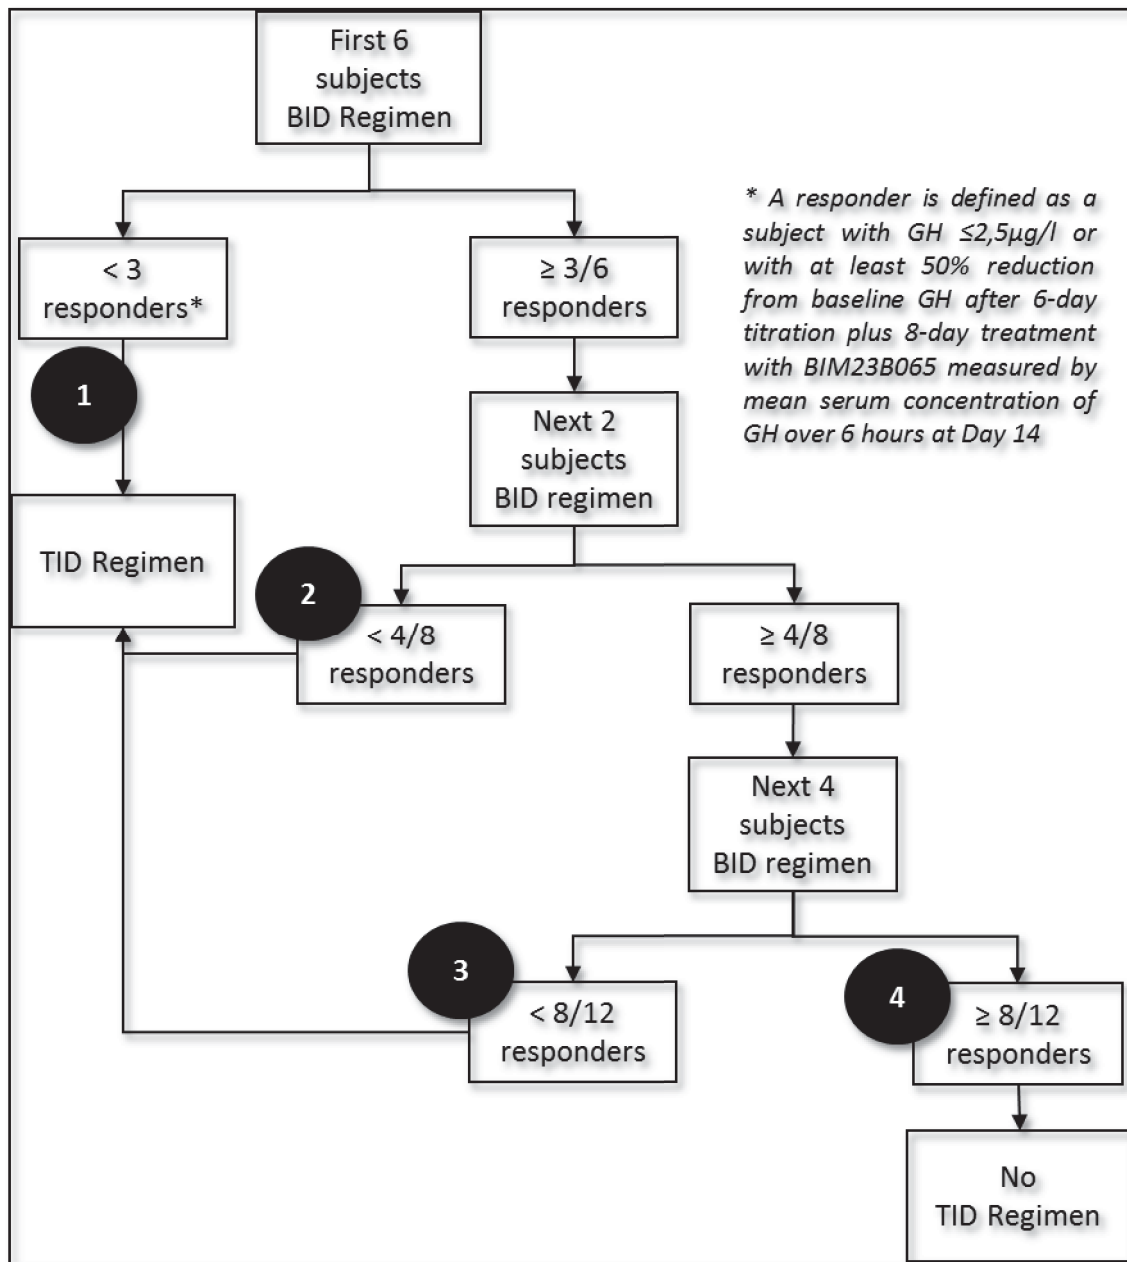 First 6
subjects
BID Regimen
* A responder is defined as a
subject with GH ≤2,5µg/l or
with at least 50% reduction
from baseline GH after 6-day
titration plus 8-day treatment
with BIM23B065 measured by
mean serum concentration of
GH over 6 hours at Day 14
< 3
responders*
≥ 3/6
responders
1
Next 2
subjects
BID regimen
TID Regimen
2
< 4/8
responders
≥ 4/8
responders
Next 4
subjects
BID regimen
3
< 8/12
responders
4
≥ 8/12
responders
No
TID Regimen